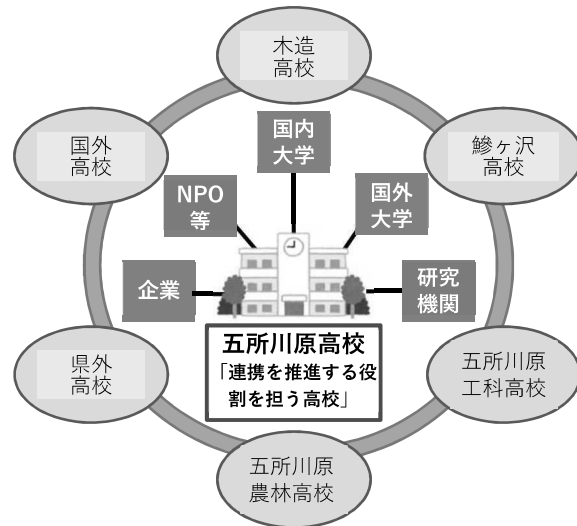 木造
高校
国内
大学
国外
高校
鰺ヶ沢
高校
NPO
等
国外
大学
企業
研究
機関
五所川原高校
「連携を推進する役
割を担う高校」
県外
高校
五所川原
工科高校
五所川原
農林高校